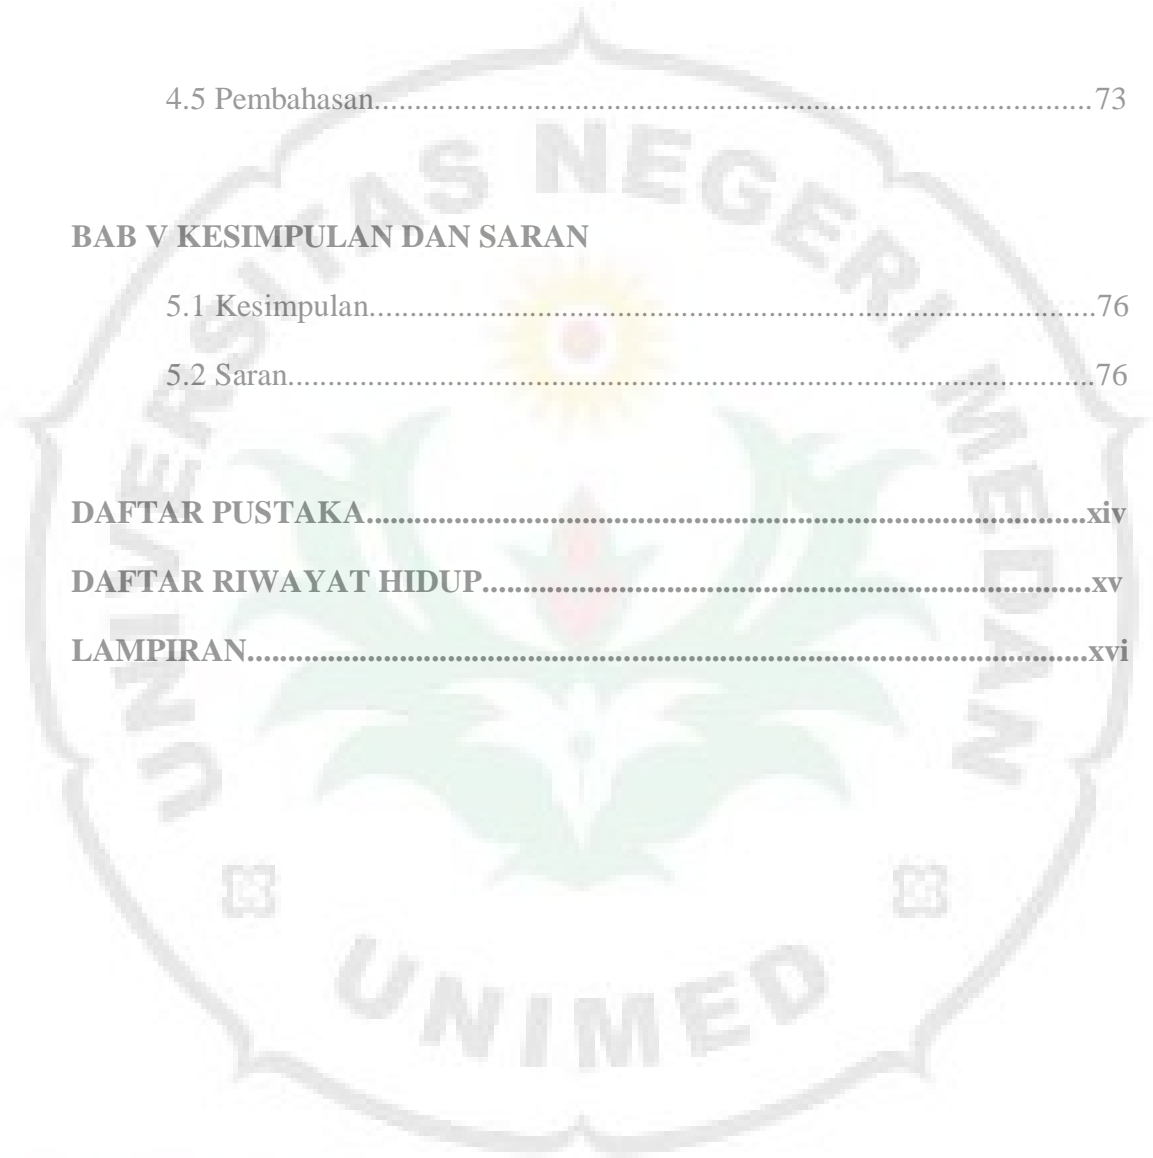 4.5 Pembahasan........................................................................................73
BAB V KESIMPULAN DAN SARAN
5.1 Kesimpulan.........................................................................................76
5.2 Saran...................................................................................................76
DAFTAR PUSTAKA.........................................................................................xiv
DAFTAR RIWAYAT HIDUP...........................................................................xv
LAMPIRAN........................................................................................................xvi
UNIVERSITAS NEGERI MEDAN
UNIMED